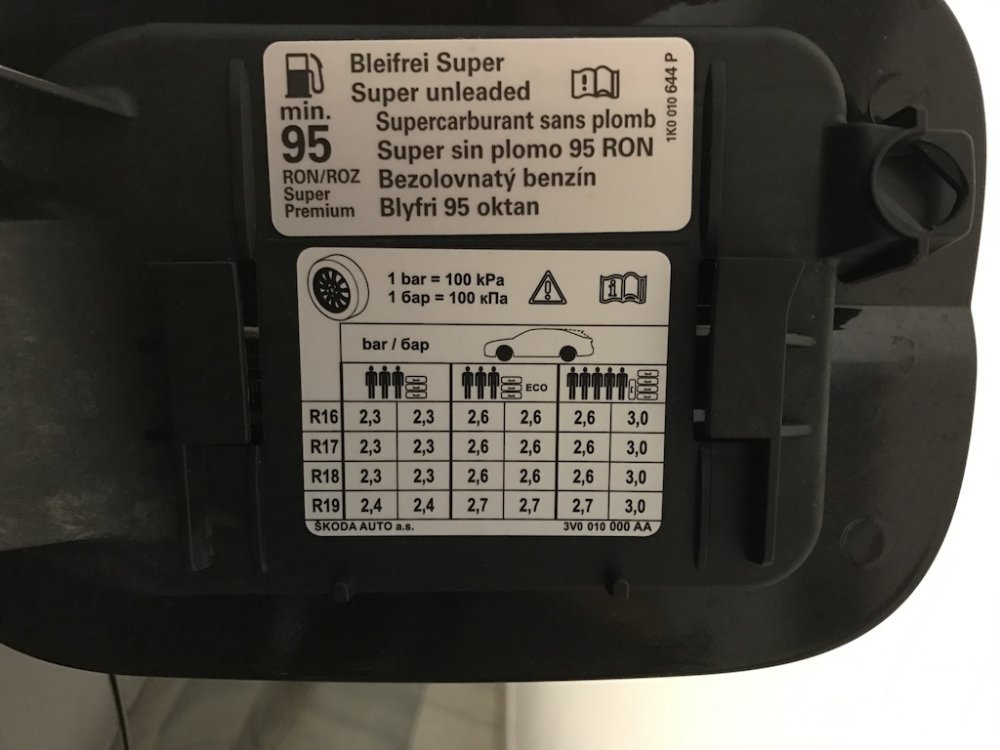 Bleifrei Super
Super unleaded
Supercarburant sans plomb
Super sin plomo 95 RON
Bezolovnatý benzín
Blyfri 95 oktan
min.
95
RON/ROZ
Super
Premium
1K0 010 644 P
1 bar = 100 kPa
1 бар = 100 кПа
bar / бар
ECO
R16 2,3 2,3 2,6 2,6 2,6 3,0
R17 2,3 2,3 2,6 2,6 2,6 3,0
R18 2,3 2,3 2,6 2,6 2,6 3,0
R19 2,4 2,4 2,7 2,7 2,7 3,0
ŠKODA AUTO a.s. 3V0 010 000 AA